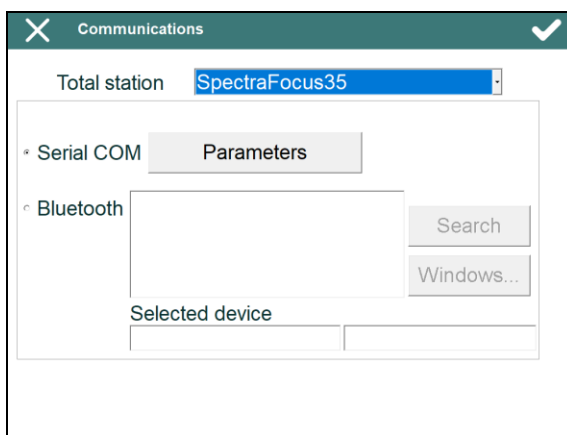 Communications
Total station SpectraFocus35
Serial COM Parameters
Bluetooth
Search
Windows...
Selected device